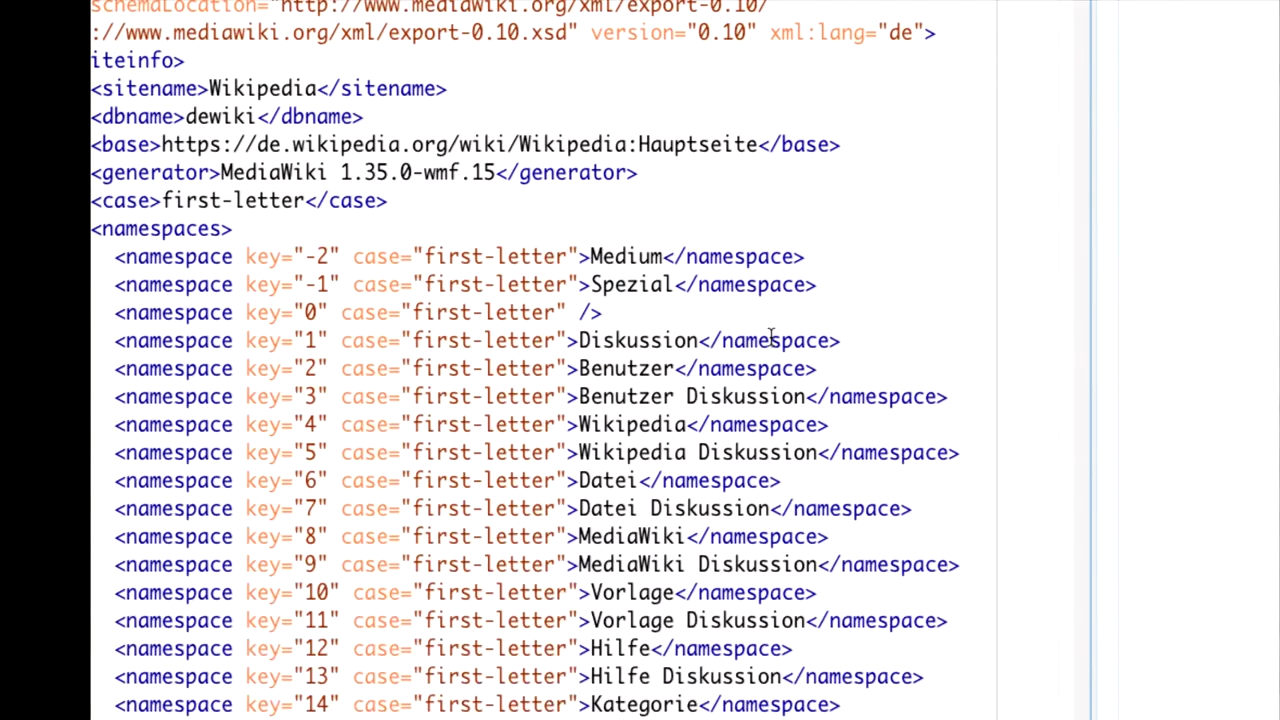 schemaLocation="http://www.mediawiki.org/xml/export-0.10/
://www.mediawiki.org/xml/export-0.10.xsd" version="0.10" xml:lang="de">
iteinfo>
<sitename>Wikipedia</sitename>
<dbname>dewiki</dbname>
<base>https://de.wikipedia.org/wiki/Wikipedia:Hauptseite</base>
<generator>MediaWiki 1.35.0-wmf.15</generator>
<case>first-letter</case>
<namespaces>
<namespace key="-2" case="first-letter">Medium</namespace>
<namespace key="-1" case="first-letter">Spezial</namespace>
<namespace key="0" case="first-letter" />
<namespace key="1" case="first-letter">Diskussion</namespace>
<namespace key="2" case="first-letter">Benutzer</namespace>
<namespace key="3" case="first-letter">Benutzer Diskussion</namespace>
<namespace key="4" case="first-letter">Wikipedia</namespace>
<namespace key="5" case="first-letter">Wikipedia Diskussion</namespace>
<namespace key="6" case="first-letter">Datei</namespace>
<namespace key="7" case="first-letter">Datei Diskussion</namespace>
<namespace key="8" case="first-letter">MediaWiki</namespace>
<namespace key="9" case="first-letter">MediaWiki Diskussion</namespace>
<namespace key="10" case="first-letter">Vorlage</namespace>
<namespace key="11" case="first-letter">Vorlage Diskussion</namespace>
<namespace key="12" case="first-letter">Hilfe</namespace>
<namespace key="13" case="first-letter">Hilfe Diskussion</namespace>
<namespace key="14" case="first-letter">Kategorie</namespace>